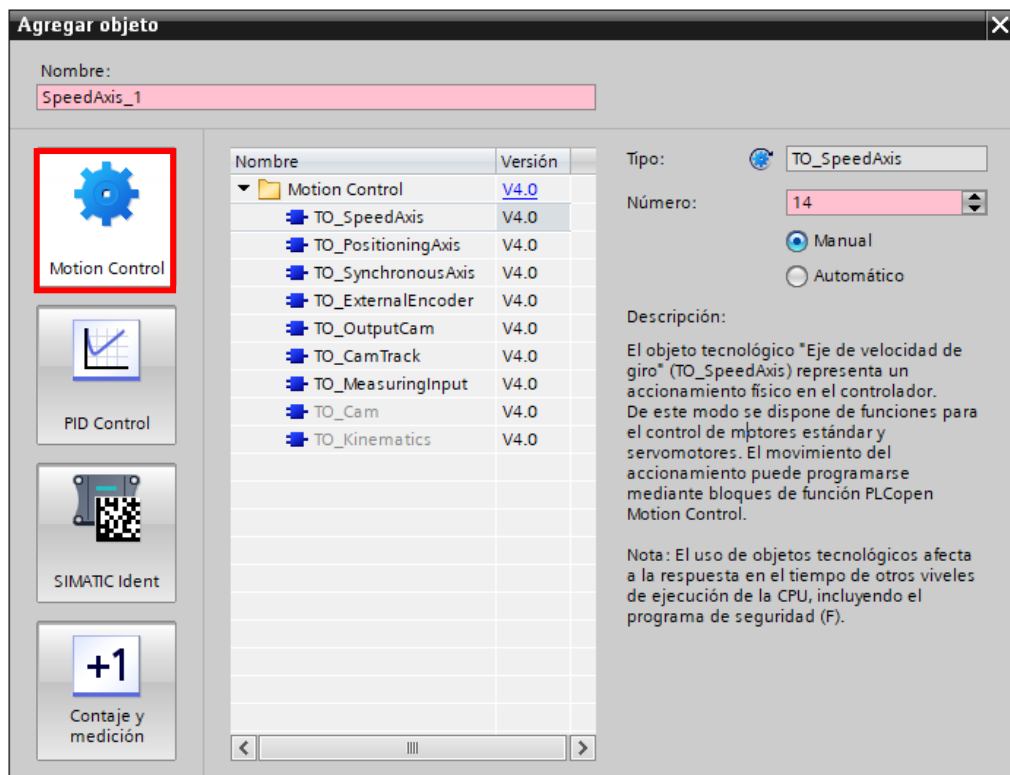 Agregar objeto
Nombre:
SpeedAxis_1
Motion Control
PID Control
SIMATIC Ident
+1
Contaje y
medición
Nombre Versión
Motion Control V4.0
TO_SpeedAxis V4.0
TO_PositioningAxis V4.0
TO_SynchronousAxis V4.0
TO_ExternalEncoder V4.0
TO_OutputCam V4.0
TO_CamTrack V4.0
TO_MeasuringInput V4.0
TO_Cam V4.0
TO_Kinematics V4.0
Tipo: TO_SpeedAxis
Número: 14
Manual
Automático
Descripción:
El objeto tecnológico "Eje de velocidad de
giro" (TO_SpeedAxis) representa un
accionamiento físico en el controlador.
De este modo se dispone de funciones para
el control de motores estándar y
servomotores. El movimiento del
accionamiento puede programarse
mediante bloques de función PLCopen
Motion Control.
Nota: El uso de objetos tecnológicos afecta
a la respuesta en el tiempo de otros viveles
de ejecución de la CPU, incluyendo el
programa de seguridad (F).